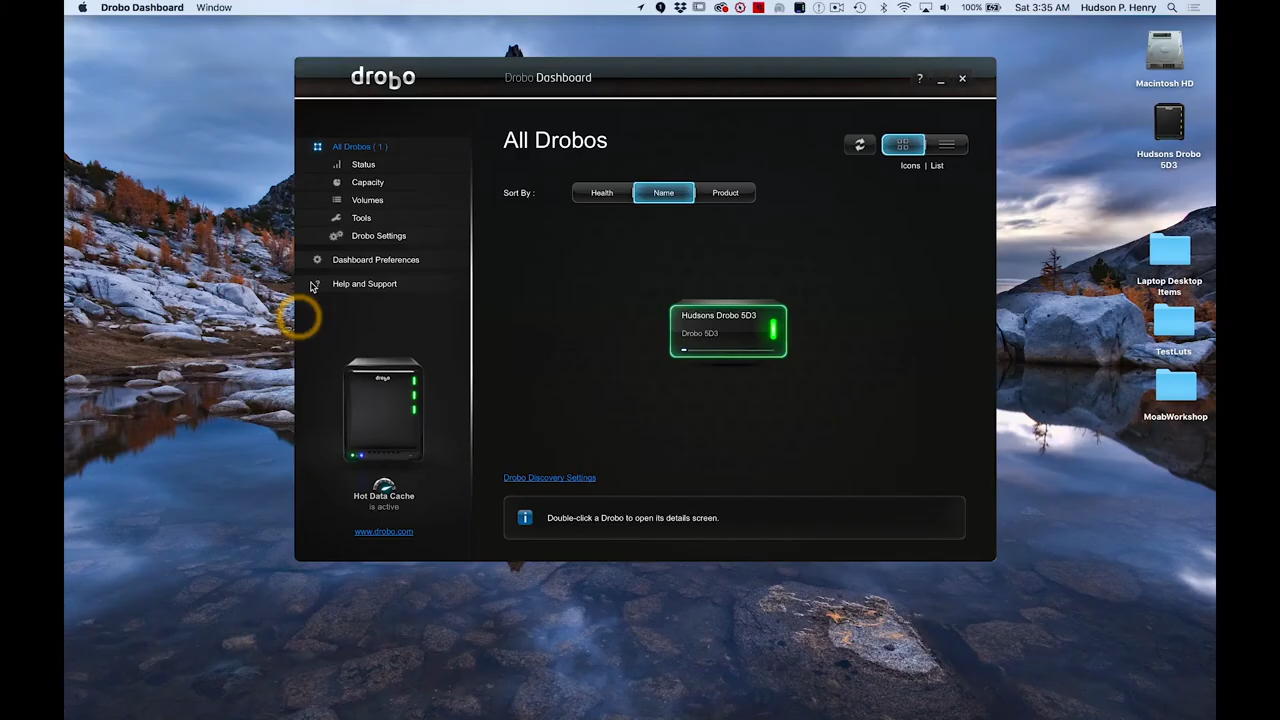 Drobo Dashboard Window 100% Sat 3:35 AM Hudson P. Henry
drobo Drobo Dashboard ? _ ×
All Drobos ( 1 )
Status
Capacity
Volumes
Tools
Drobo Settings
Dashboard Preferences
? Help and Support
drobo
Hot Data Cache
is active
www.drobo.com
All Drobos
Icons | List
Sort By : Health Name Product
Hudsons Drobo 5D3
Drobo 5D3
Drobo Discovery Settings
i Double-click a Drobo to open its details screen.
Macintosh HD
Hudsons Drobo
5D3
Laptop Desktop
Items
TestLuts
MoabWorkshop